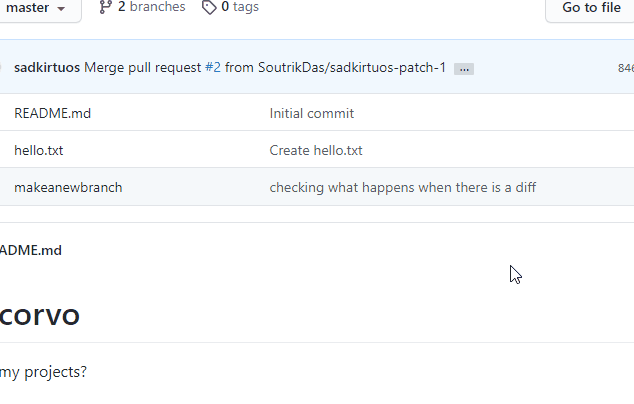 master 2 branches 0 tags Go to file
sadkirtuos Merge pull request #2 from SoutrikDas/sadkirtuos-patch-1 ... 846
README.md Initial commit
hello.txt Create hello.txt
makeanewbranch checking what happens when there is a diff
ADME.md
corvo
my projects?